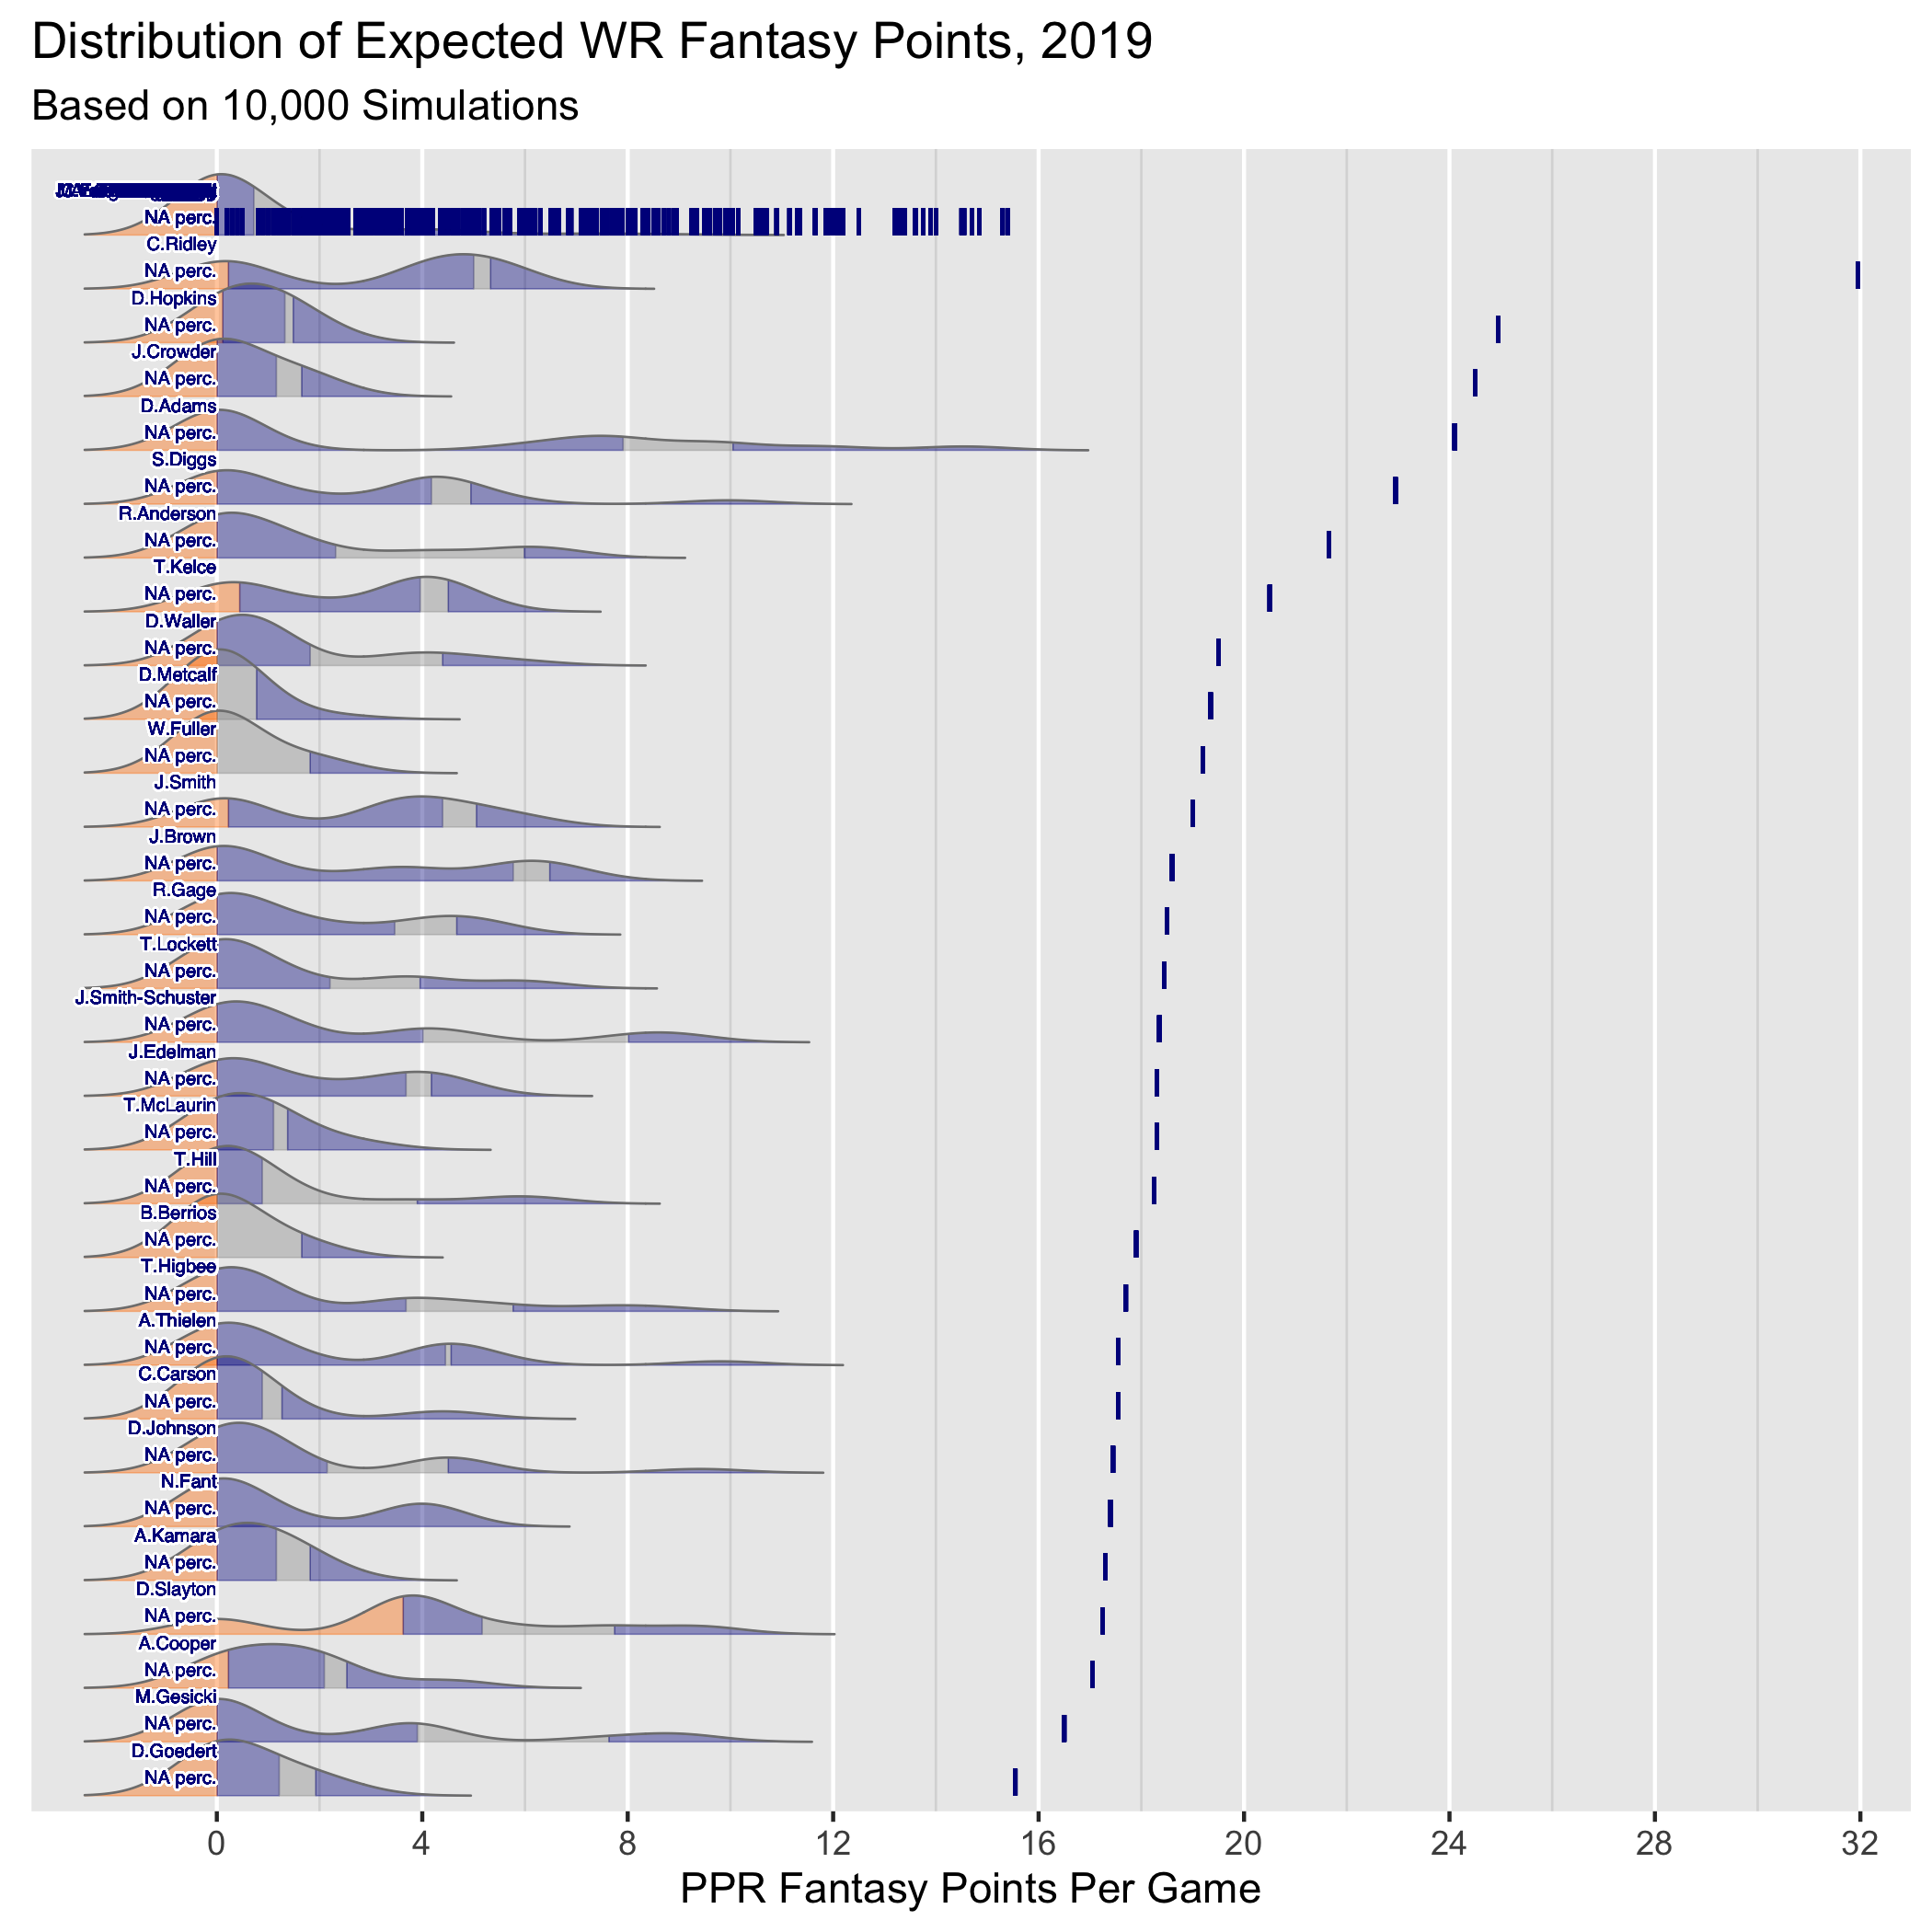 Distribution of Expected WR Fantasy Points, 2019
Based on 10,000 Simulations
NA perc.
C.Ridley
NA perc.
D.Hopkins
NA perc.
J.Crowder
NA perc.
D.Adams
NA perc.
S.Diggs
NA perc.
R.Anderson
NA perc.
T.Kelce
NA perc.
D.Waller
NA perc.
D.Metcalf
NA perc.
W.Fuller
NA perc.
J.Smith
NA perc.
J.Brown
NA perc.
R.Gage
NA perc.
T.Lockett
NA perc.
J.Smith-Schuster
NA perc.
J.Edelman
NA perc.
T.McLaurin
NA perc.
T.Hill
NA perc.
B.Berrios
NA perc.
T.Higbee
NA perc.
A.Thielen
NA perc.
C.Carson
NA perc.
D.Johnson
NA perc.
N.Fant
NA perc.
A.Kamara
NA perc.
D.Slayton
NA perc.
A.Cooper
NA perc.
M.Gesicki
NA perc.
D.Goedert
NA perc.
0 4 8 12 16 20 24 28 32
PPR Fantasy Points Per Game